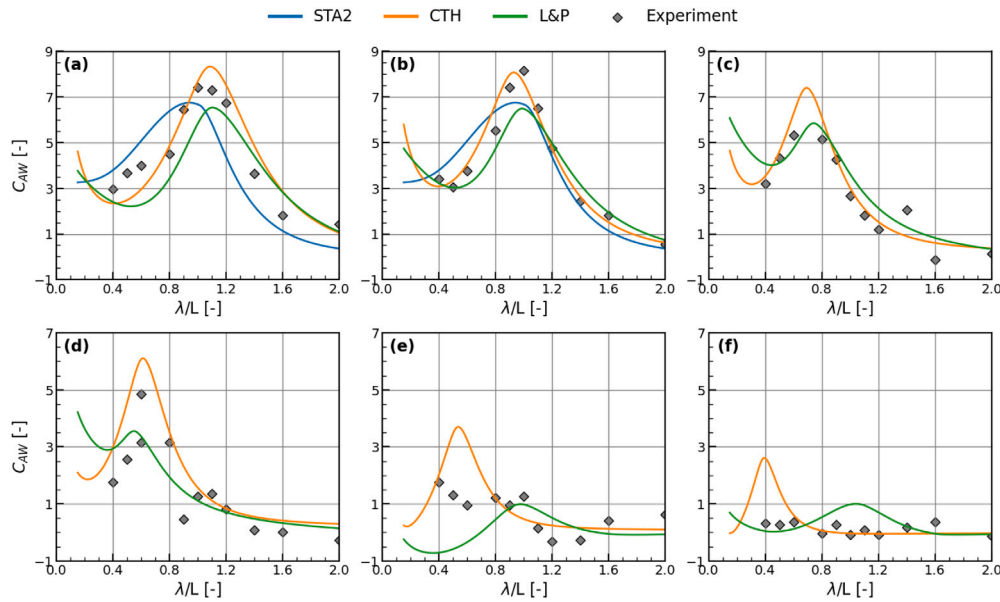 STA2 CTH L&P Experiment
(a) (b) (c)
9 9 9
7 7 7
5 5 5
3 3 3
1 1 1
−1 −1 −1
C_AW [-]
0.0 0.4 0.8 1.2 1.6 2.0 0.0 0.4 0.8 1.2 1.6 2.0 0.0 0.4 0.8 1.2 1.6 2.0
λ/L [-] λ/L [-] λ/L [-]
(d) (e) (f)
7 7 7
5 5 5
3 3 3
1 1 1
−1 −1 −1
C_AW [-]
0.0 0.4 0.8 1.2 1.6 2.0 0.0 0.4 0.8 1.2 1.6 2.0 0.0 0.4 0.8 1.2 1.6 2.0
λ/L [-] λ/L [-] λ/L [-]